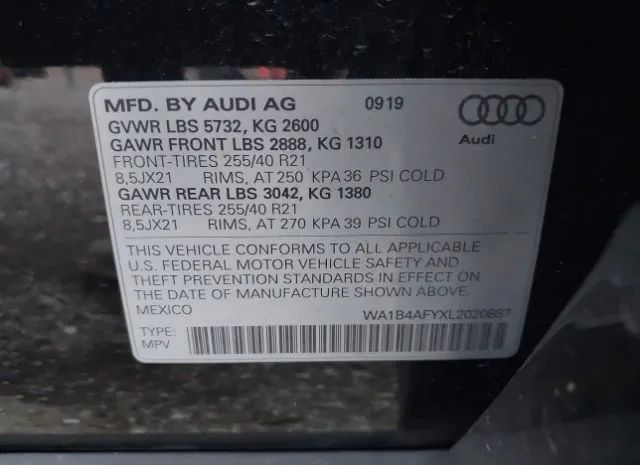 MFD. BY AUDI AG 0919
GVWR LBS 5732, KG 2600
GAWR FRONT LBS 2888, KG 1310
FRONT-TIRES 255/40 R21
8,5JX21 RIMS, AT 250 KPA 36 PSI COLD
GAWR REAR LBS 3042, KG 1380
REAR-TIRES 255/40 R21
8,5JX21 RIMS, AT 270 KPA 39 PSI COLD
Audi
THIS VEHICLE CONFORMS TO ALL APPLICABLE
U.S. FEDERAL MOTOR VEHICLE SAFETY AND
THEFT PREVENTION STANDARDS IN EFFECT ON
THE DATE OF MANUFACTURE SHOWN ABOVE.
MEXICO WA1B4AFYXL2020887
TYPE:
MPV